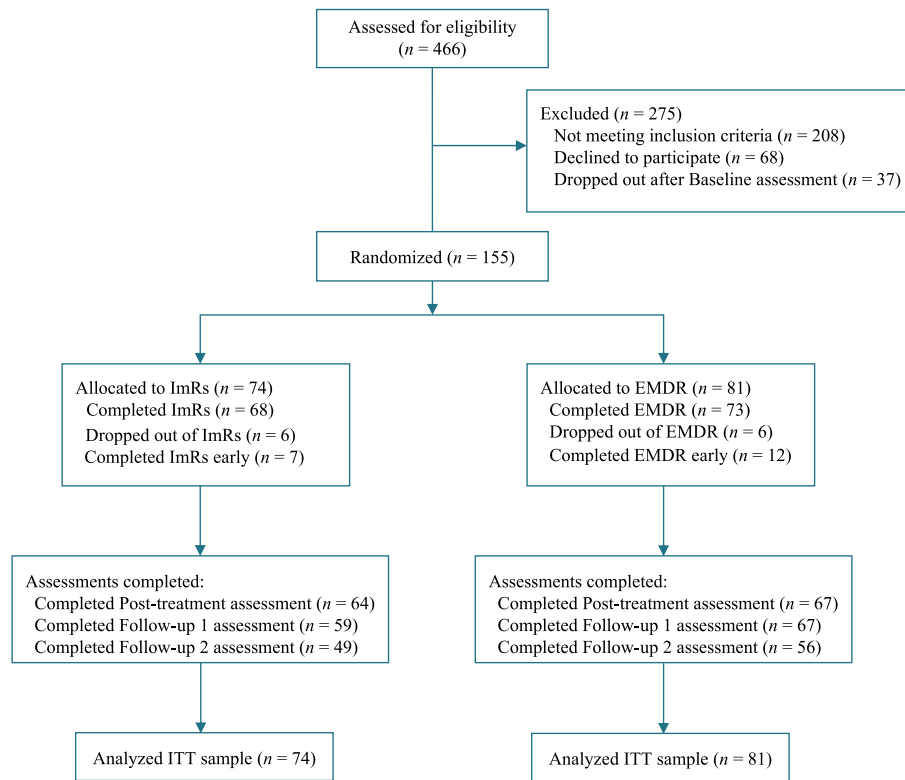 Assessed for eligibility
(n = 466)
Excluded (n = 275)
Not meeting inclusion criteria (n = 208)
Declined to participate (n = 68)
Dropped out after Baseline assessment (n = 37)
Randomized (n = 155)
Allocated to ImRs (n = 74)
Completed ImRs (n = 68)
Dropped out of ImRs (n = 6)
Completed ImRs early (n = 7)
Allocated to EMDR (n = 81)
Completed EMDR (n = 73)
Dropped out of EMDR (n = 6)
Completed EMDR early (n = 12)
Assessments completed:
Completed Post-treatment assessment (n = 64)
Completed Follow-up 1 assessment (n = 59)
Completed Follow-up 2 assessment (n = 49)
Assessments completed:
Completed Post-treatment assessment (n = 67)
Completed Follow-up 1 assessment (n = 67)
Completed Follow-up 2 assessment (n = 56)
Analyzed ITT sample (n = 74)
Analyzed ITT sample (n = 81)